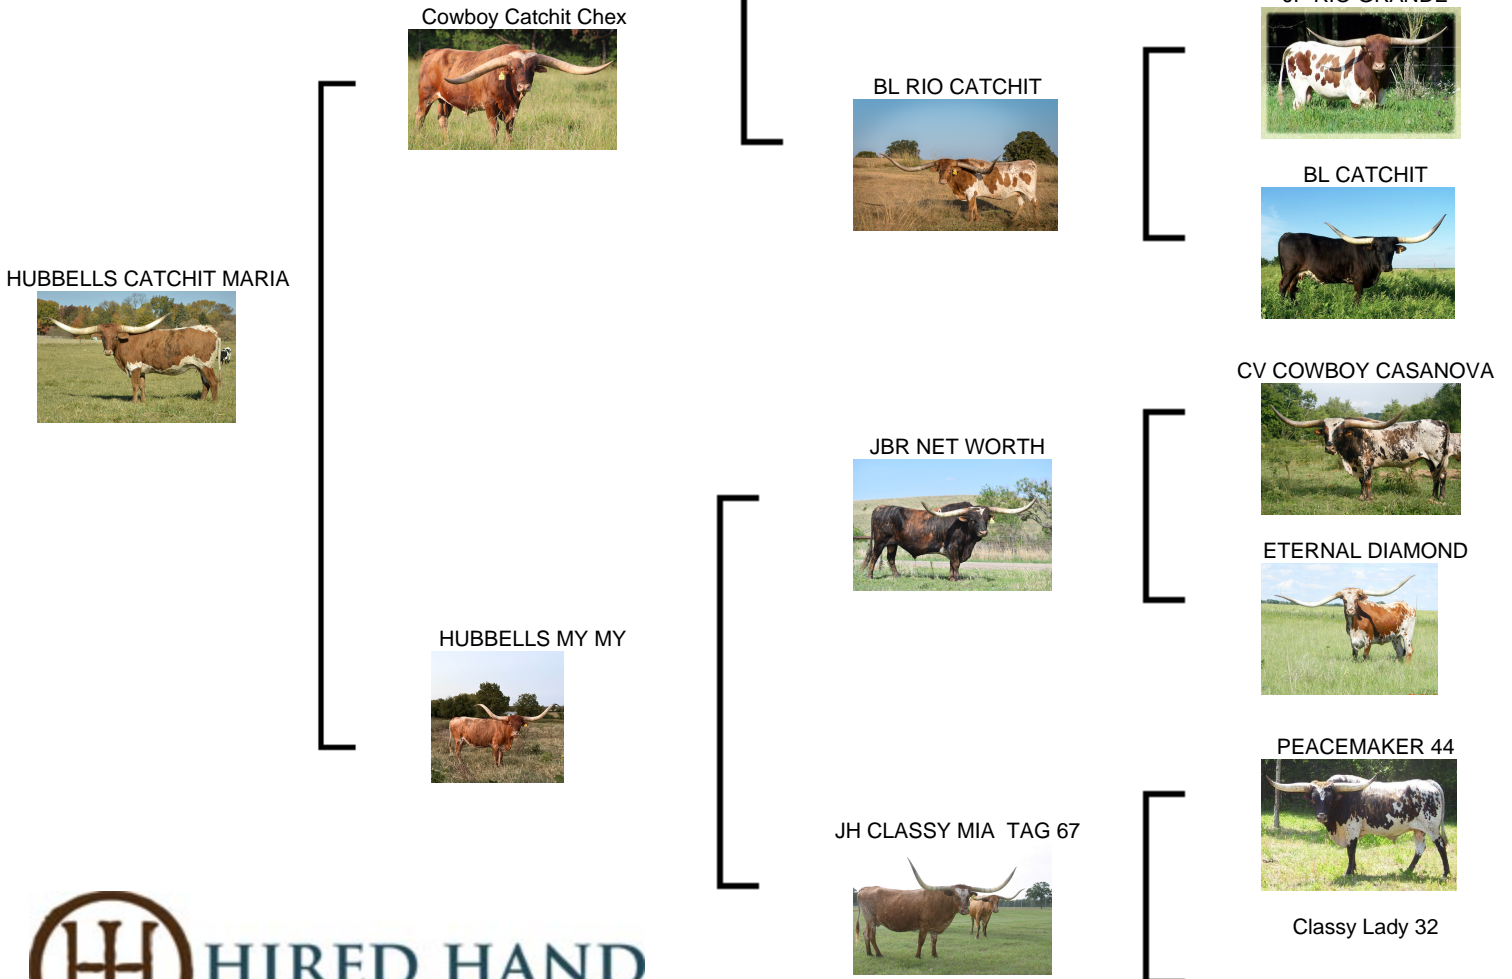 Cowboy Catchit Chex
BL RIO CATCHIT
BL CATCHIT
HUBBELLS CATCHIT MARIA
CV COWBOY CASANOVA
JBR NET WORTH
ETERNAL DIAMOND
HUBBELLS MY MY
PEACEMAKER 44
JH CLASSY MIA  TAG 67
Classy Lady 32
HIRED HAND